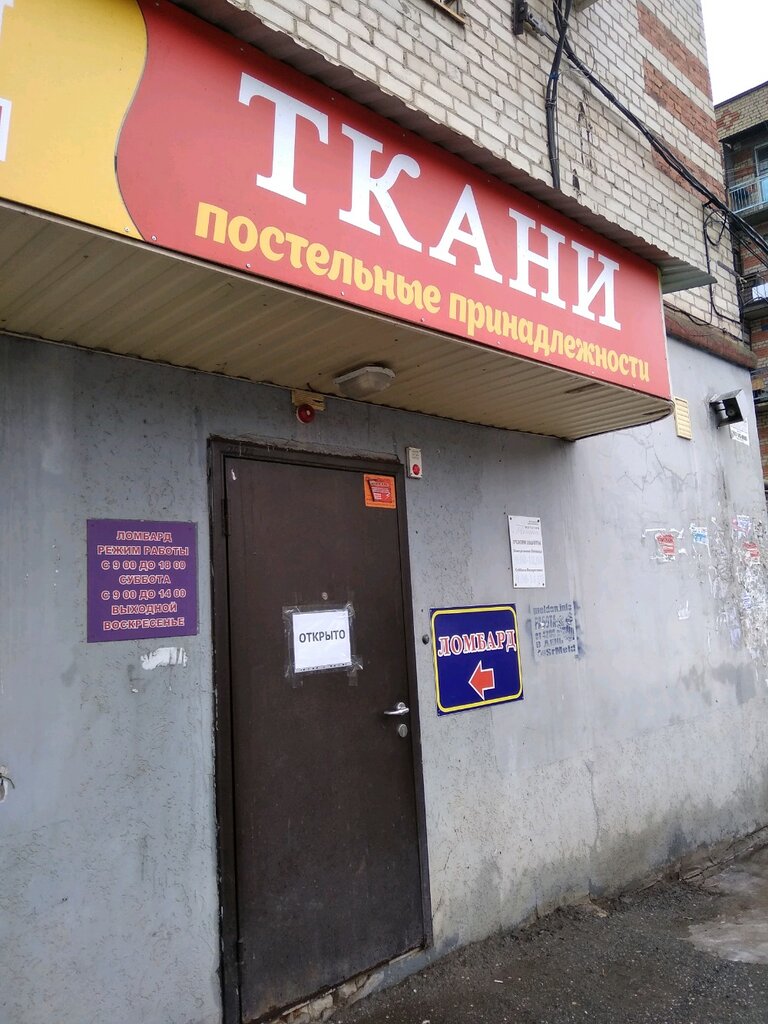 ТКАНИ
постельные принадлежности
ЛОМБАРД
РЕЖИМ РАБОТЫ
С 9 00 ДО 18 00
СУББОТА
С 9 00 ДО 14 00
ВЫХОДНОЙ
ВОСКРЕСЕНЬЕ
ОТКРЫТО
ЛОМБАРД